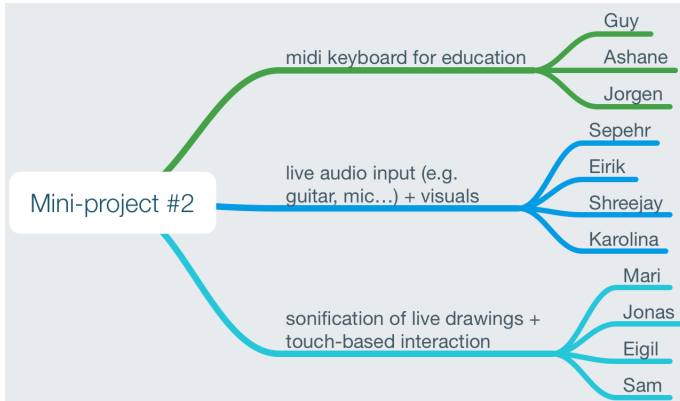 Mini-project #2
midi keyboard for education
Guy
Ashane
Jorgen
live audio input (e.g.
guitar, mic...) + visuals
Sepehr
Eirik
Shreejay
Karolina
sonification of live drawings +
touch-based interaction
Mari
Jonas
Eigil
Sam